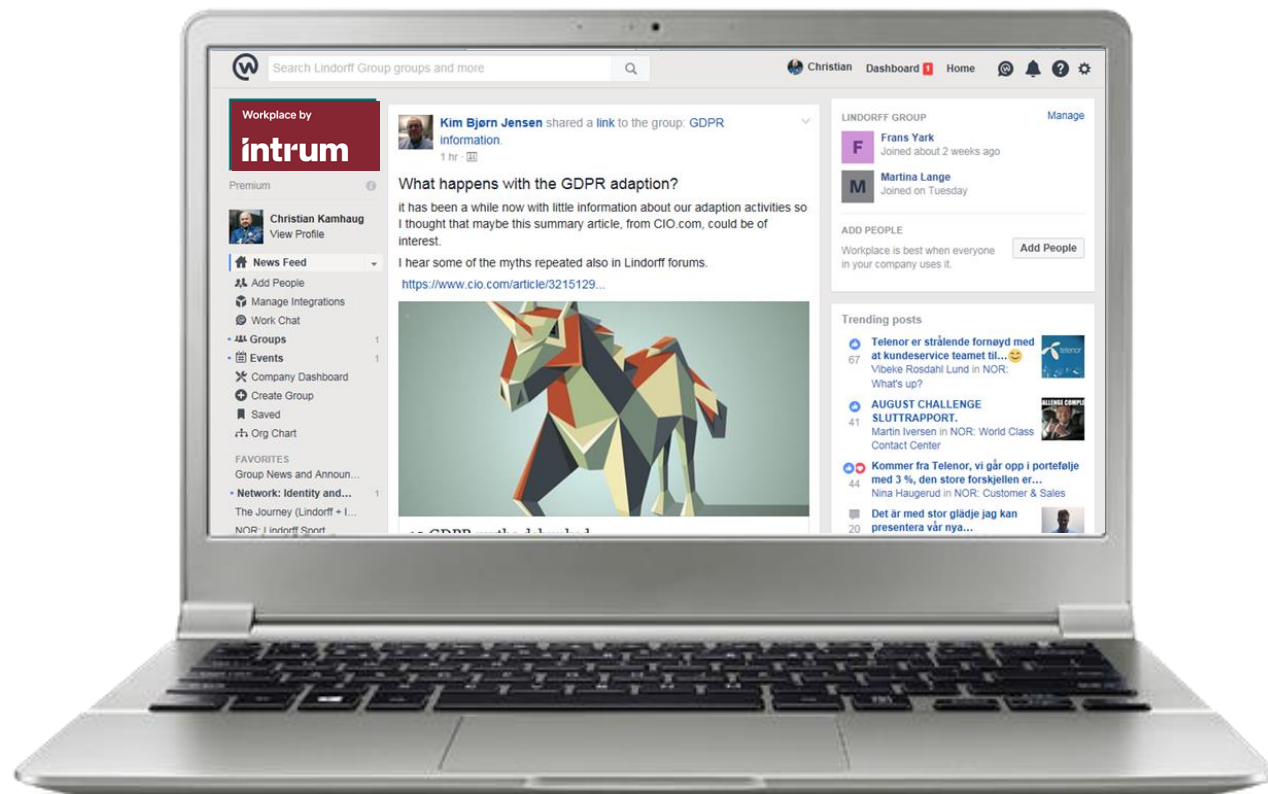 Search Lindorff Group groups and more
Christian Dashboard 1 Home
Workplace by
intrum
Premium
Christian Kamhaug
View Profile
News Feed
Add People
Manage Integrations
Work Chat
Groups 1
Events 1
Company Dashboard
Create Group
Saved
Org Chart
FAVORITES
Group News and Announ...
Network: Identity and... 1
The Journey (Lindorff + I...
NOR: Lindorff Sport
Kim Bjørn Jensen shared a link to the group: GDPR
information.
1 hr ·
What happens with the GDPR adaption?
it has been a while now with little information about our adaption activities so
I thought that maybe this summary article, from CIO.com, could be of
interest.
I hear some of the myths repeated also in Lindorff forums.
https://www.cio.com/article/3215129...
GDPR myths debunked
LINDORFF GROUP Manage
F
Frans Yark
Joined about 2 weeks ago
M
Martina Lange
Joined on Tuesday
ADD PEOPLE
Workplace is best when everyone
in your company uses it.
Add People
Trending posts
67
Telenor er strålende fornøyd med
at kundeservice teamet til...😊
Vibeke Rosdahl Lund in NOR:
What's up?
telenor
41
AUGUST CHALLENGE
SLUTTRAPPORT.
Martin Iversen in NOR: World Class
Contact Center
ALLENGE COMPLE
44
Kommer fra Telenor, vi går opp i portefølje
med 3 %, den store forskjellen er...
Nina Haugerud in NOR: Customer & Sales
20
Det är med stor glädje jag kan
presentera vår nya...